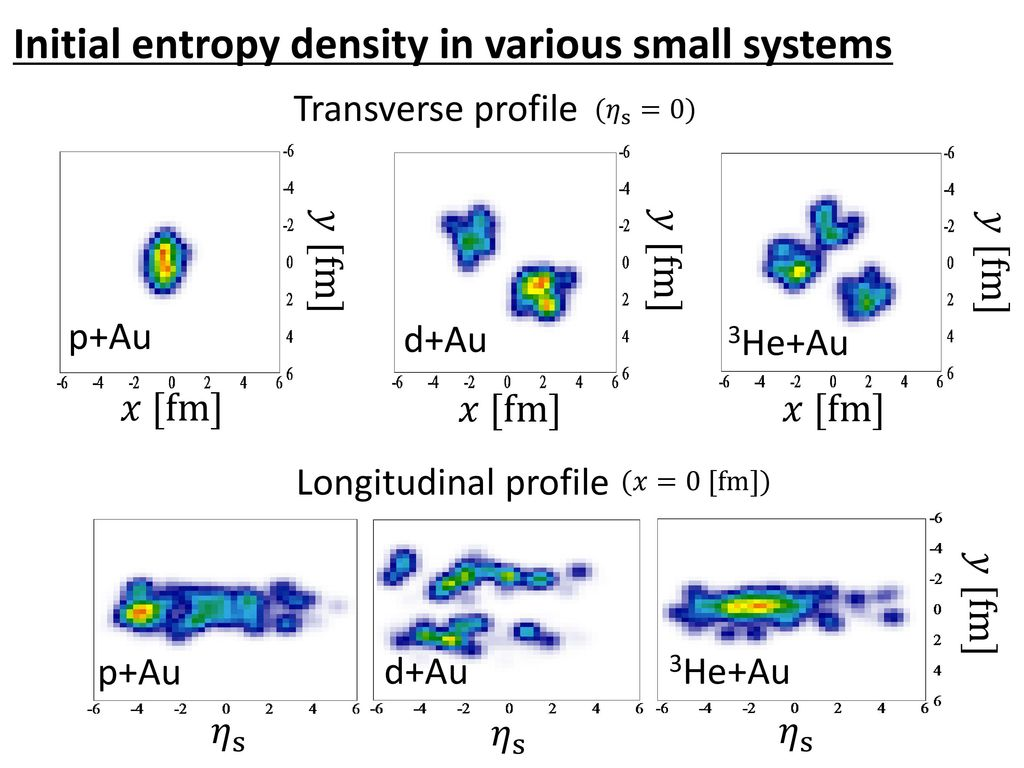 Initial entropy density in various small systems
Transverse profile (η_s = 0)
-6
-4
-2
0
2
4
6
y [fm]
p+Au
-6 -4 -2 0 2 4 6
x [fm]
-6
-4
-2
0
2
4
6
y [fm]
d+Au
-6 -4 -2 0 2 4 6
x [fm]
-6
-4
-2
0
2
4
6
y [fm]
³He+Au
-6 -4 -2 0 2 4 6
x [fm]
Longitudinal profile (x = 0 [fm])
p+Au
-6 -4 -2 0 2 4 6
η_s
d+Au
-6 -4 -2 0 2 4 6
η_s
³He+Au
-6 -4 -2 0 2 4 6
η_s
-6
-4
-2
0
2
4
6
y [fm]